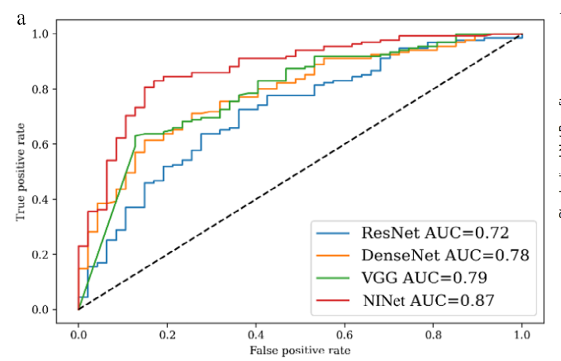 a
1.0
0.8
0.6
0.4
0.2
0.0
True positive rate
ResNet AUC=0.72
DenseNet AUC=0.78
VGG AUC=0.79
NINet AUC=0.87
0.0 0.2 0.4 0.6 0.8 1.0
False positive rate